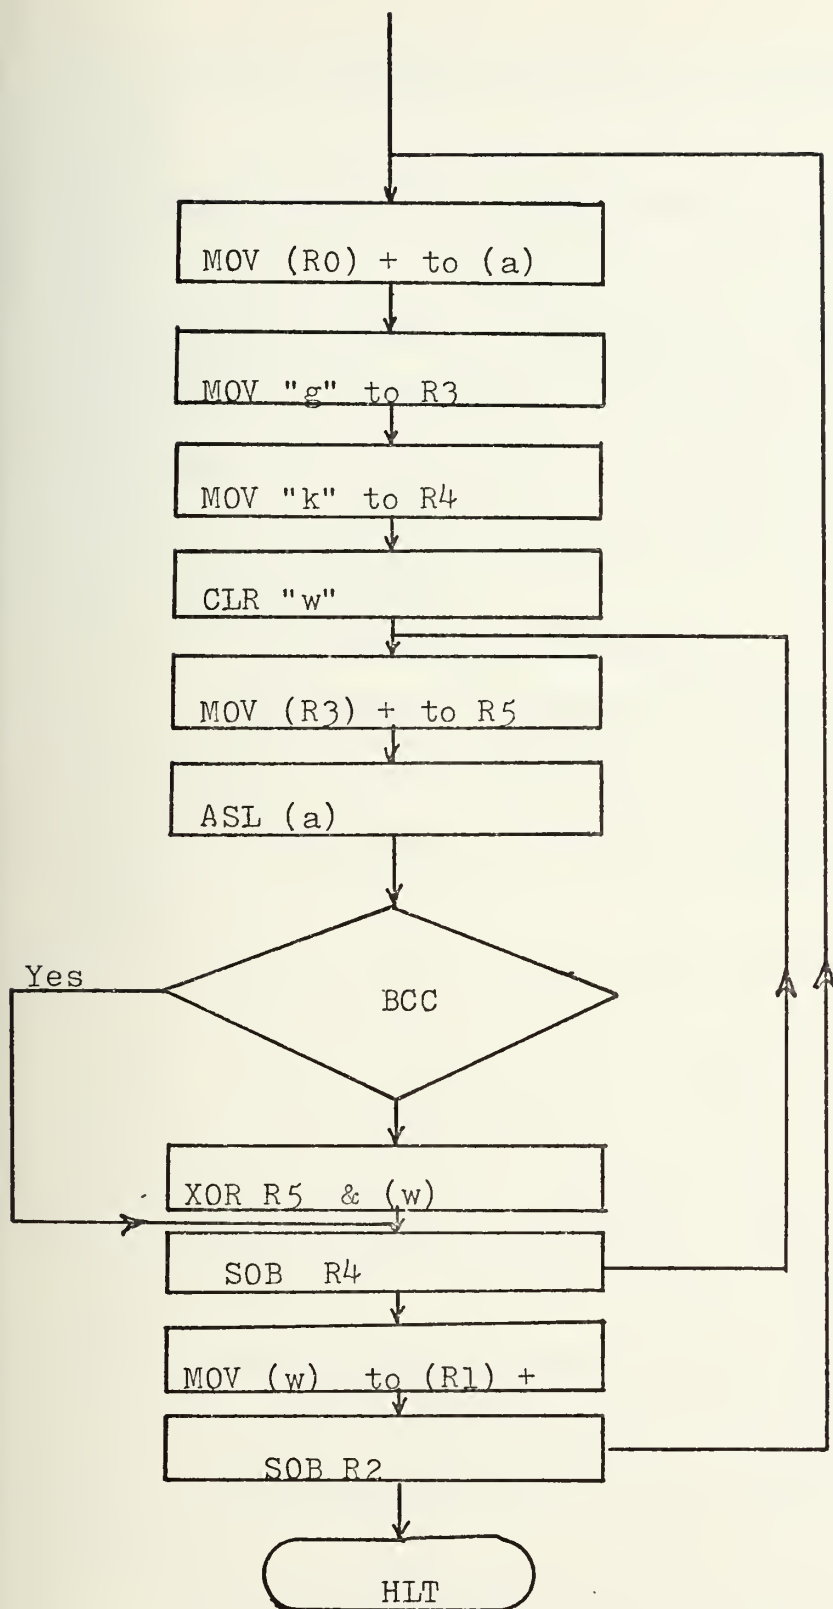 MOV (R0) + to (a)
MOV "g" to R3
MOV "k" to R4
CLR "w"
MOV (R3) + to R5
ASL (a)
Yes
BCC
XOR R5 & (w)
SOB R4
MOV (w) to (R1) +
SOB R2
HLT